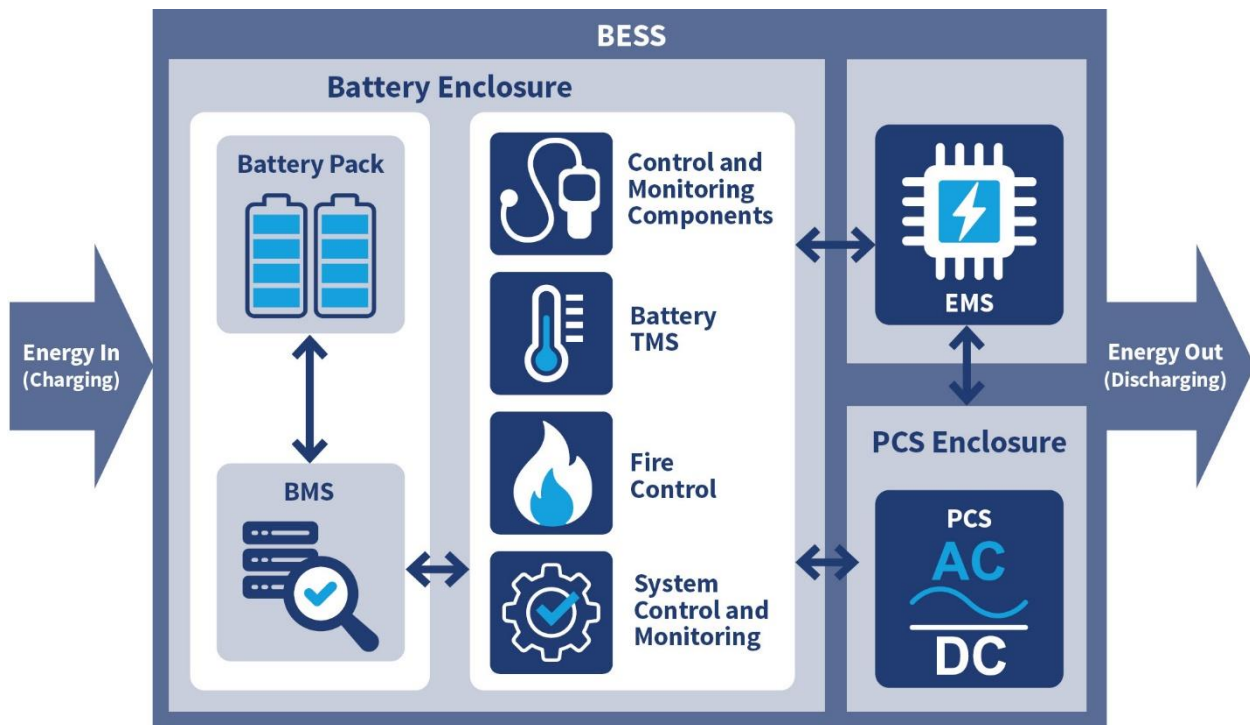 BESS
Battery Enclosure
Battery Pack
BMS
Control and
Monitoring
Components
Battery
TMS
Fire
Control
System
Control and
Monitoring
EMS
PCS Enclosure
PCS
AC
DC
Energy In
(Charging)
Energy Out
(Discharging)